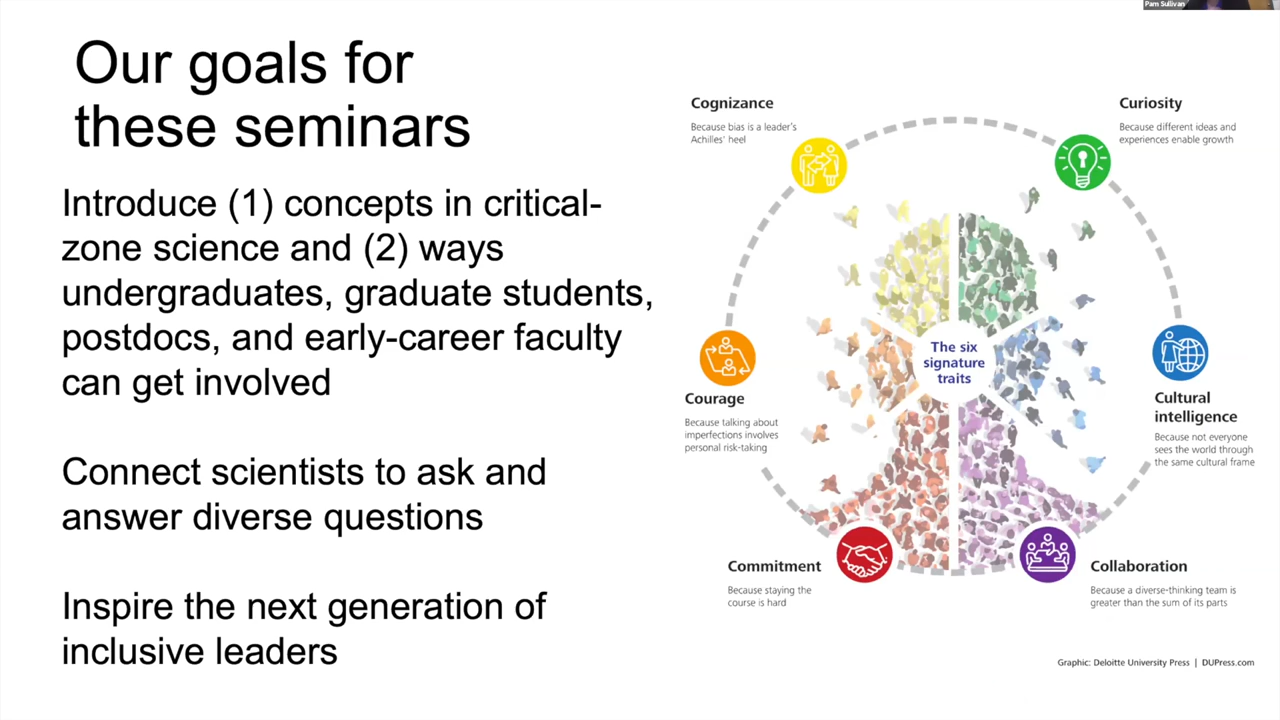 Pam Sullivan
Our goals for
these seminars
Introduce (1) concepts in critical-
zone science and (2) ways
undergraduates, graduate students,
postdocs, and early-career faculty
can get involved
Connect scientists to ask and
answer diverse questions
Inspire the next generation of
inclusive leaders
Cognizance
Because bias is a leader's
Achilles' heel
Curiosity
Because different ideas and
experiences enable growth
The six
signature
traits
Courage
Because talking about
imperfections involves
personal risk-taking
Cultural
intelligence
Because not everyone
sees the world through
the same cultural frame
Commitment
Because staying the
course is hard
Collaboration
Because a diverse-thinking team is
greater than the sum of its parts
Graphic: Deloitte University Press | DUPress.com